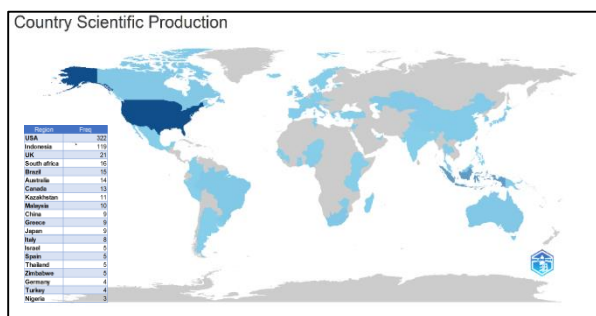 Country Scientific Production
Region Freq
USA 322
Indonesia 119
UK 21
South africa 16
Brazil 15
Australia 14
Canada 13
Kazakhstan 11
Malaysia 10
China 9
Greece 9
Japan 9
Italy 8
Israel 5
Spain 5
Thailand 5
Zimbabwe 5
Germany 4
Turkey 4
Nigeria 3